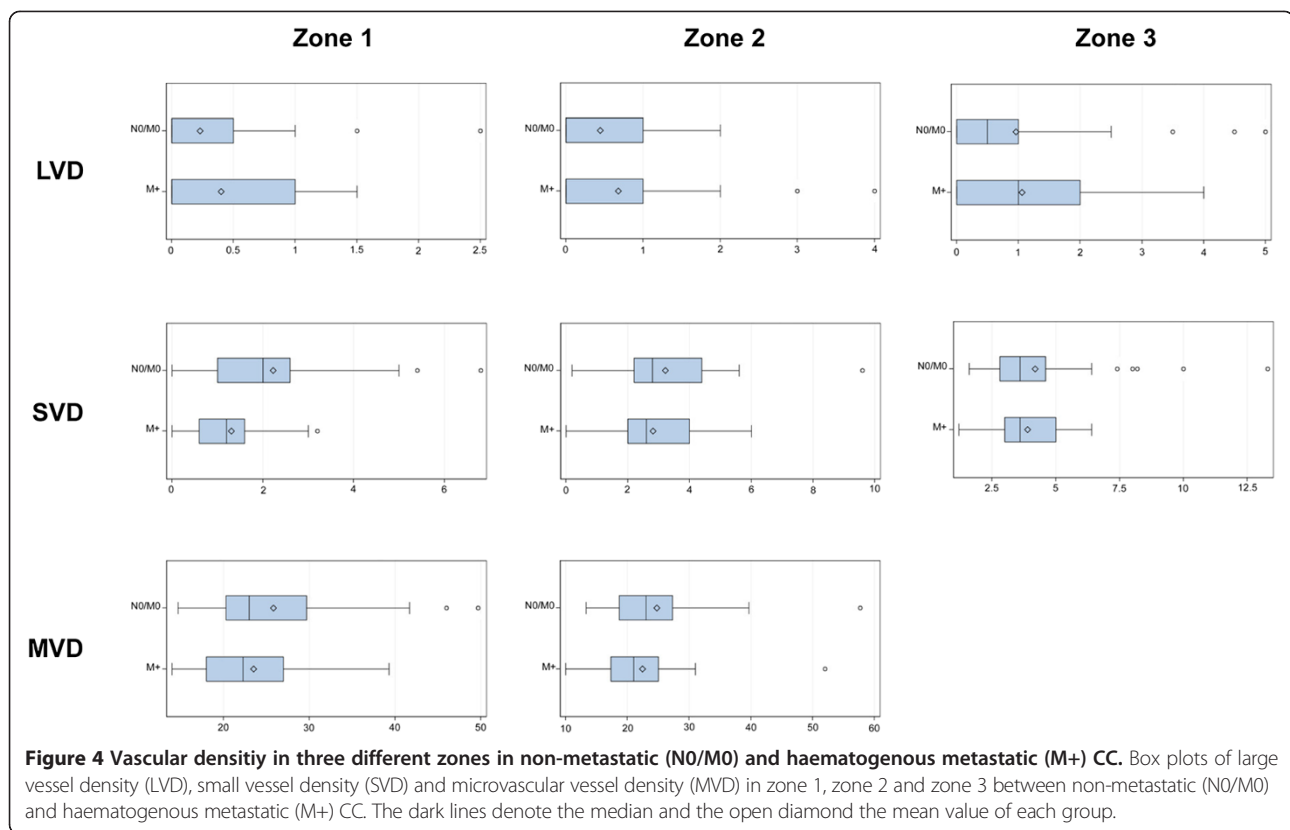 Zone 1 Zone 2 Zone 3
LVD
N0/M0
M+
0 0.5 1 1.5 2 2.5
N0/M0
M+
0 1 2 3 4
N0/M0
M+
0 1 2 3 4 5
SVD
N0/M0
M+
0 2 4 6
N0/M0
M+
0 2 4 6 8 10
N0/M0
M+
2.5 5 7.5 10 12.5
MVD
N0/M0
M+
20 30 40 50
N0/M0
M+
10 20 30 40 50 60
Figure 4 Vascular densitiy in three different zones in non-metastatic (N0/M0) and haematogenous metastatic (M+) CC. Box plots of large
vessel density (LVD), small vessel density (SVD) and microvascular vessel density (MVD) in zone 1, zone 2 and zone 3 between non-metastatic (N0/M0)
and haematogenous metastatic (M+) CC. The dark lines denote the median and the open diamond the mean value of each group.